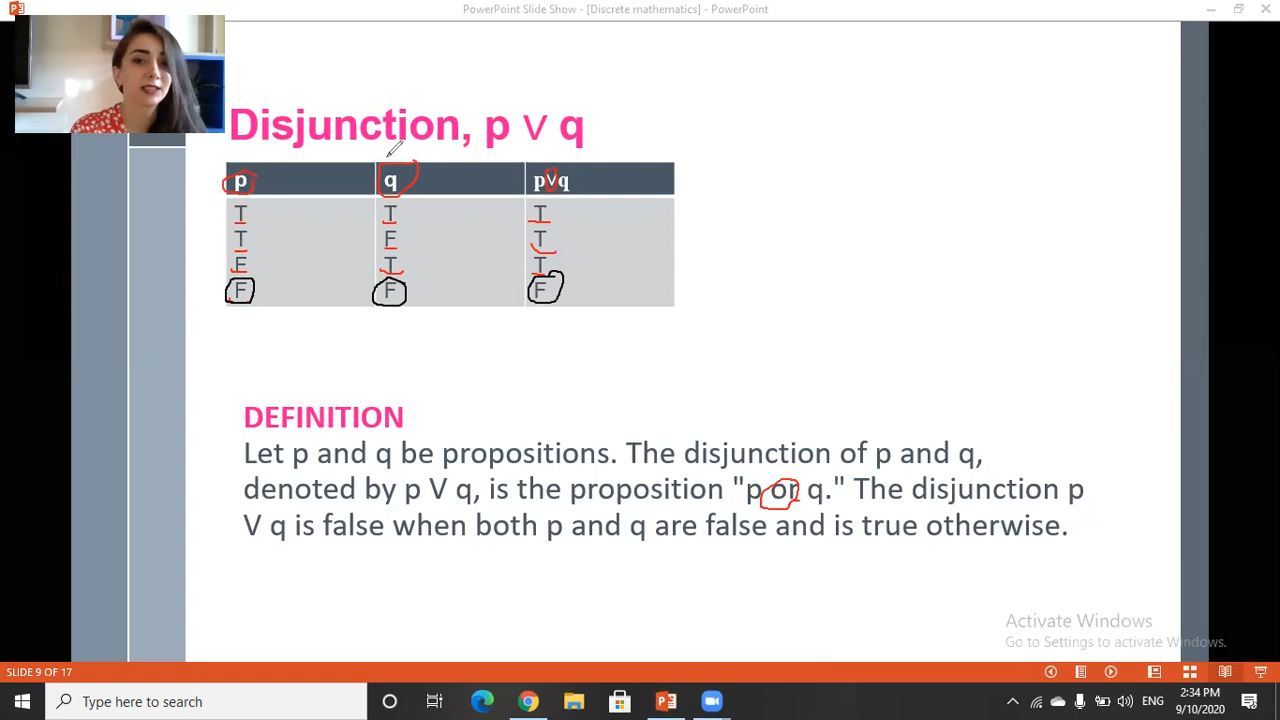 PowerPoint Slide Show - [Discrete mathematics] - PowerPoint
Disjunction, p ∨ q
p q p∨q
T T T
T F T
F T T
F F F
DEFINITION
Let p and q be propositions. The disjunction of p and q,
denoted by p V q, is the proposition "p or q." The disjunction p
V q is false when both p and q are false and is true otherwise.
Activate Windows
Go to Settings to activate Windows.
SLIDE 9 OF 17
Type here to search
ENG
2:34 PM
9/10/2020